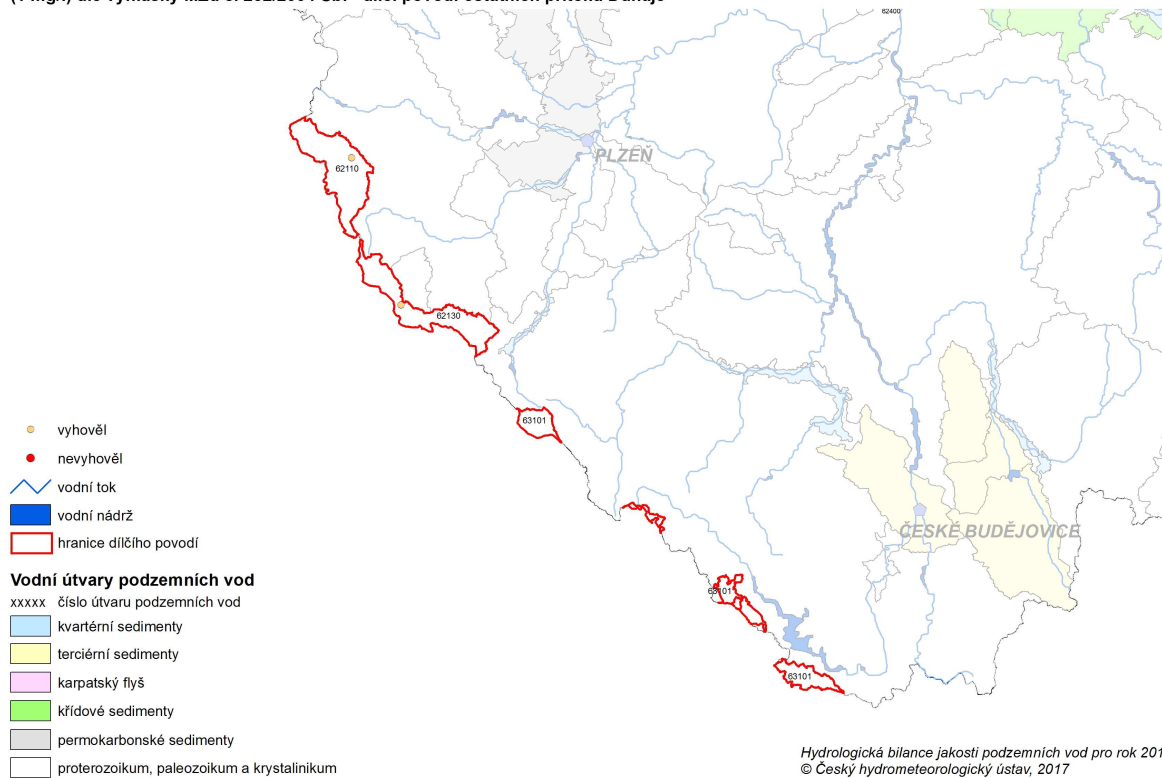 62400
PLZEŇ
62110
62130
63101
ČESKÉ BUDĚJOVICE
63101
63101
vyhověl
nevyhověl
vodní tok
vodní nádrž
hranice dílčího povodí
Vodní útvary podzemních vod
xxxxx číslo útvaru podzemních vod
kvartérní sedimenty
terciérní sedimenty
karpatský flyš
křídové sedimenty
permokarbonské sedimenty
proterozoikum, paleozoikum a krystalinikum
Hydrologická bilance jakosti podzemních vod pro rok 201
© Český hydrometeorologický ústav, 2017